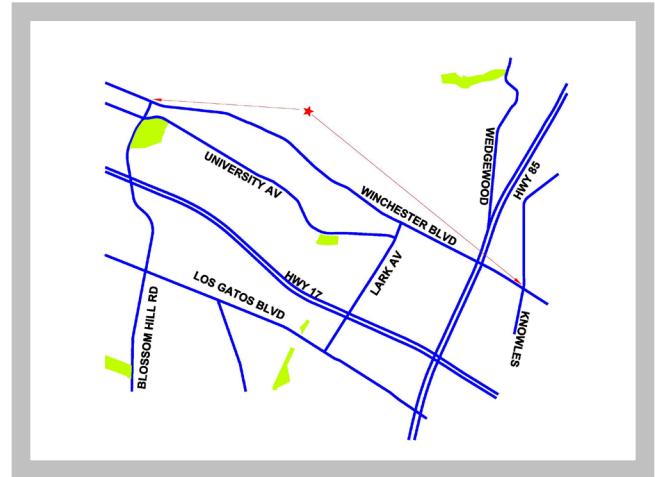 WEDGEWOOD
HWY 85
UNIVERSITY AV
WINCHESTER BLVD
LARK AV
HWY 17
LOS GATOS BLVD
BLOSSOM HILL RD
KNOWLES